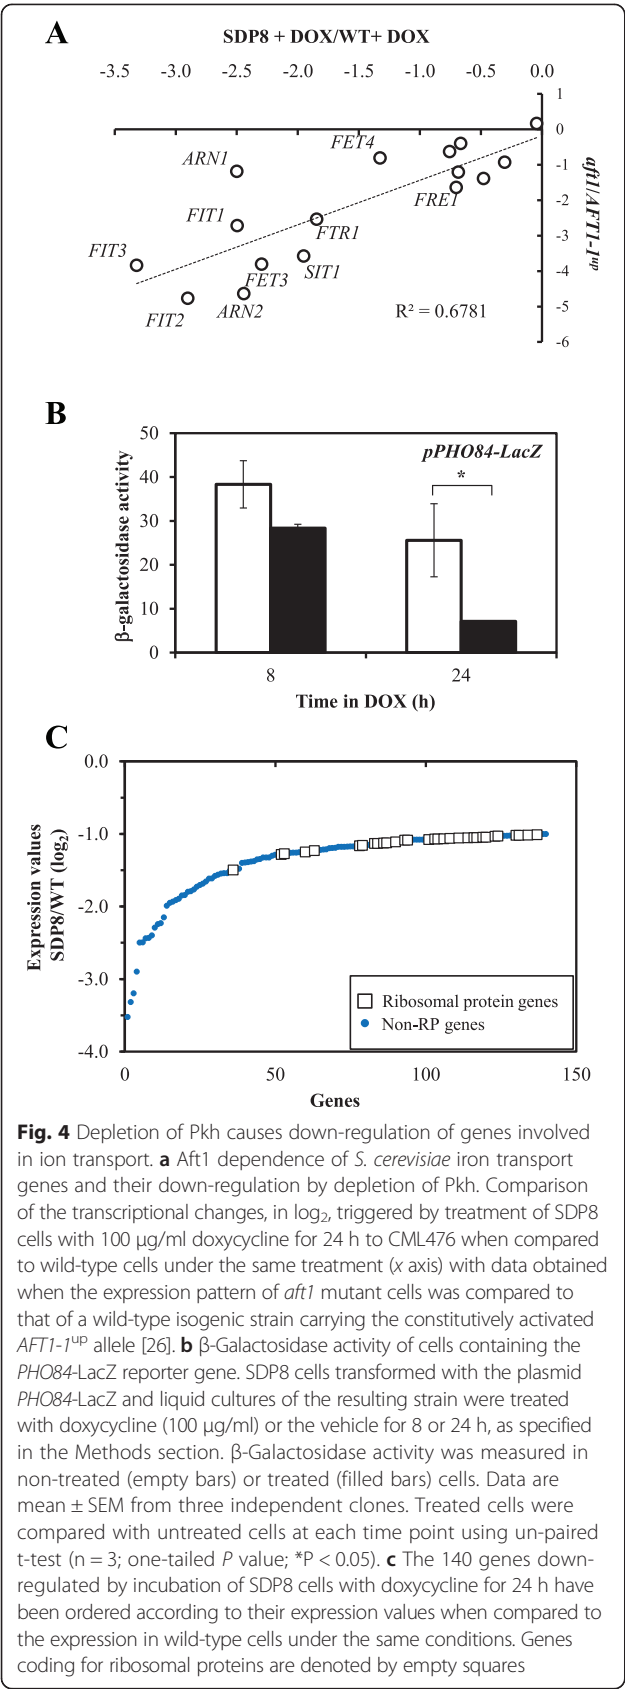 A
SDP8 + DOX/WT+ DOX
-3.5 -3.0 -2.5 -2.0 -1.5 -1.0 -0.5 0.0
1
0
-1
-2
-3
-4
-5
-6
aft1/AFT1-1ᵘᵖ
ARN1
FET4
FIT1
FRE1
FTR1
FIT3
SIT1
FET3
FIT2
ARN2
R² = 0.6781
B
pPHO84-LacZ
*
β-galactosidase activity
50
40
30
20
10
0
8 24
Time in DOX (h)
C
Expression values
SDP8/WT (log₂)
0.0
-1.0
-2.0
-3.0
-4.0
Ribosomal protein genes
Non-RP genes
0 50 100 150
Genes
Fig. 4 Depletion of Pkh causes down-regulation of genes involved
in ion transport. a Aft1 dependence of S. cerevisiae iron transport
genes and their down-regulation by depletion of Pkh. Comparison
of the transcriptional changes, in log₂, triggered by treatment of SDP8
cells with 100 μg/ml doxycycline for 24 h to CML476 when compared
to wild-type cells under the same treatment (x axis) with data obtained
when the expression pattern of aft1 mutant cells was compared to
that of a wild-type isogenic strain carrying the constitutively activated
AFT1-1ᵘᵖ allele [26]. b β-Galactosidase activity of cells containing the
PHO84-LacZ reporter gene. SDP8 cells transformed with the plasmid
PHO84-LacZ and liquid cultures of the resulting strain were treated
with doxycycline (100 μg/ml) or the vehicle for 8 or 24 h, as specified
in the Methods section. β-Galactosidase activity was measured in
non-treated (empty bars) or treated (filled bars) cells. Data are
mean ± SEM from three independent clones. Treated cells were
compared with untreated cells at each time point using un-paired
t-test (n = 3; one-tailed P value; *P < 0.05). c The 140 genes down-
regulated by incubation of SDP8 cells with doxycycline for 24 h have
been ordered according to their expression values when compared to
the expression in wild-type cells under the same conditions. Genes
coding for ribosomal proteins are denoted by empty squares